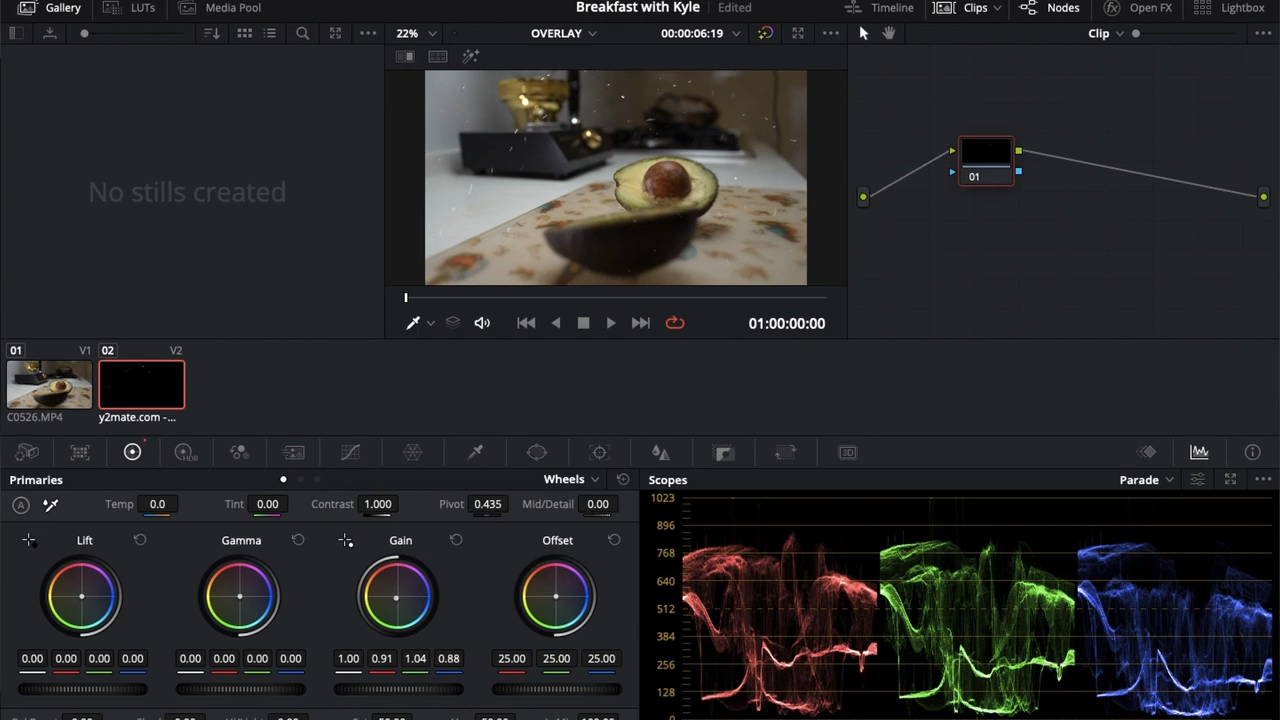 Gallery LUTs Media Pool Breakfast with Kyle Edited Timeline Clips Nodes Open FX Lightbox
22% OVERLAY 00:00:06:19 Clip
No stills created
01
01:00:00:00
01 V1 02 V2
C0526.MP4 y2mate.com -...
HDR 3D
Primaries Wheels Scopes Parade
A Temp 0.0 Tint 0.00 Contrast 1.000 Pivot 0.435 Mid/Detail 0.00
Lift Gamma Gain Offset
0.00 0.00 0.00 0.00 0.00 0.00 0.00 0.00 1.00 0.91 1.04 0.88 25.00 25.00 25.00
1023
896
768
640
512
384
256
128